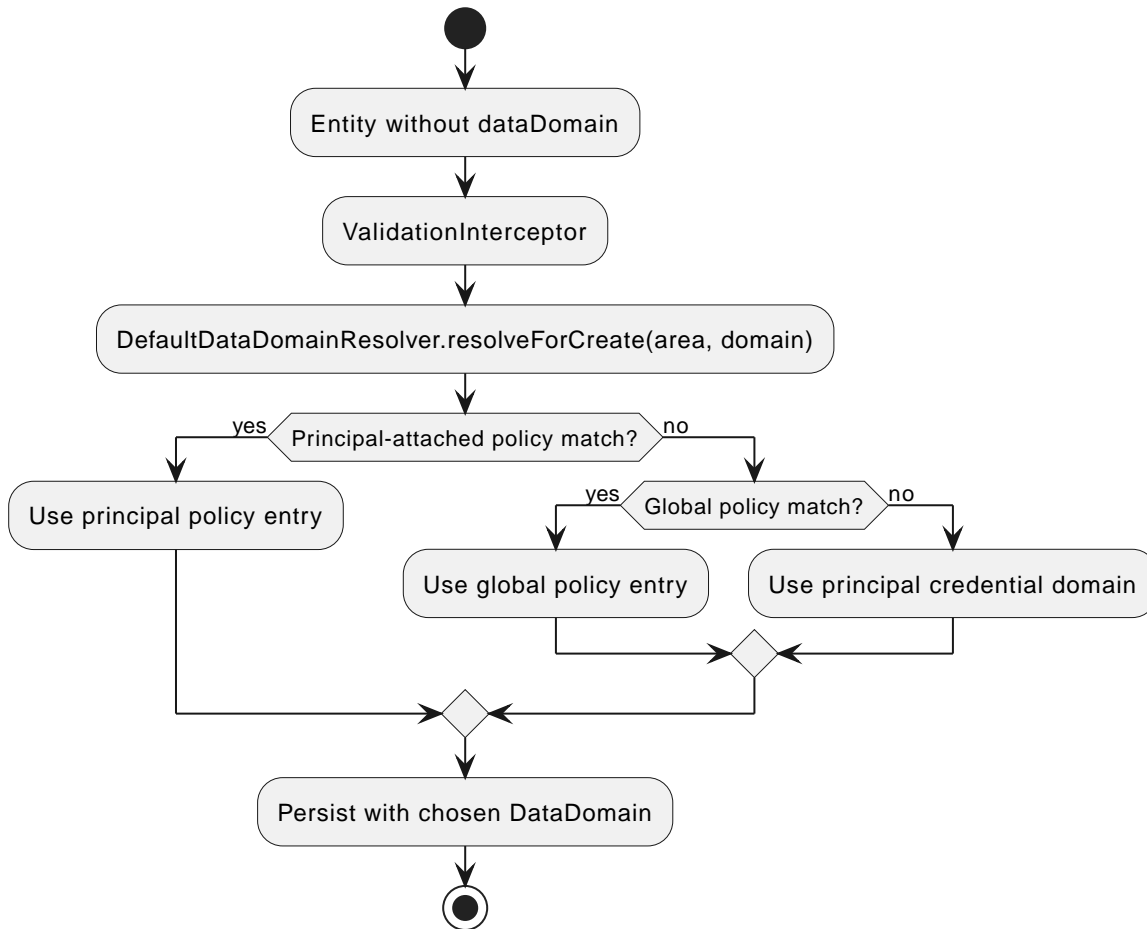 Entity without dataDomain
ValidationInterceptor
DefaultDataDomainResolver.resolveForCreate(area, domain)
yes
Principal-attached policy match?
no
Use principal policy entry
yes
Global policy match?
no
Use global policy entry
Use principal credential domain
Persist with chosen DataDomain